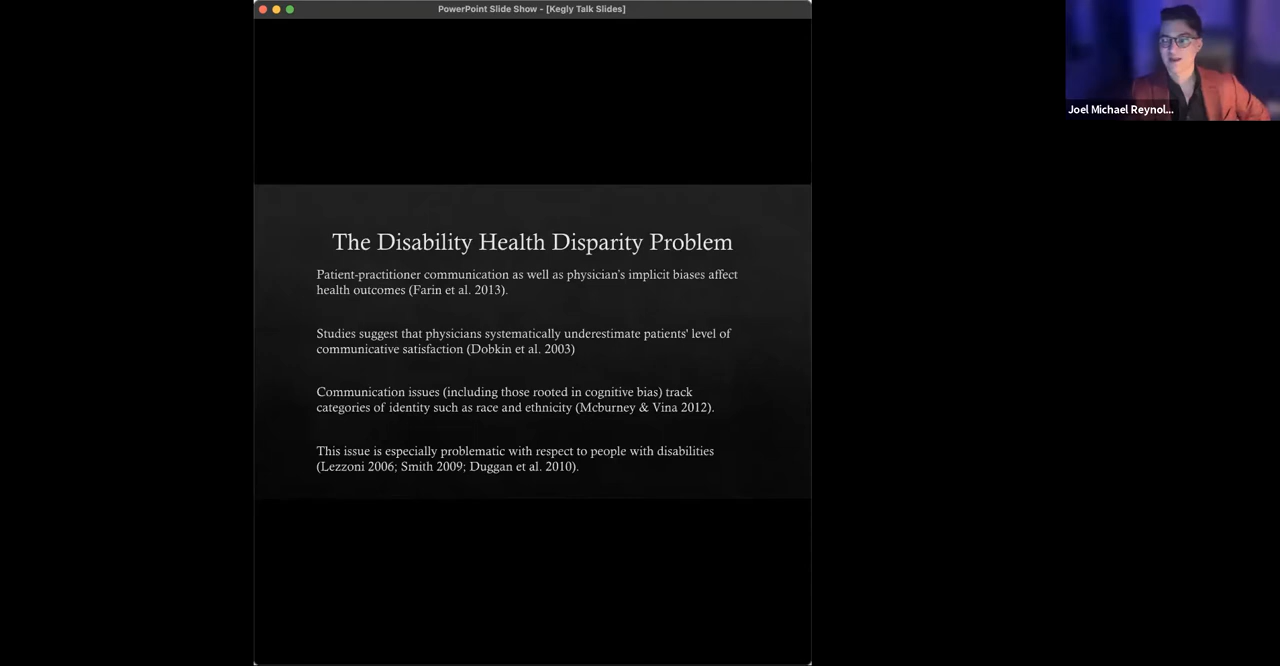 PowerPoint Slide Show - [Kegly Talk Slides]
Joel Michael Reynol...
The Disability Health Disparity Problem
Patient-practitioner communication as well as physician's implicit biases affect
health outcomes (Farin et al. 2013).
Studies suggest that physicians systematically underestimate patients' level of
communicative satisfaction (Dobkin et al. 2003)
Communication issues (including those rooted in cognitive bias) track
categories of identity such as race and ethnicity (Mcburney & Vina 2012).
This issue is especially problematic with respect to people with disabilities
(Lezzoni 2006; Smith 2009; Duggan et al. 2010).